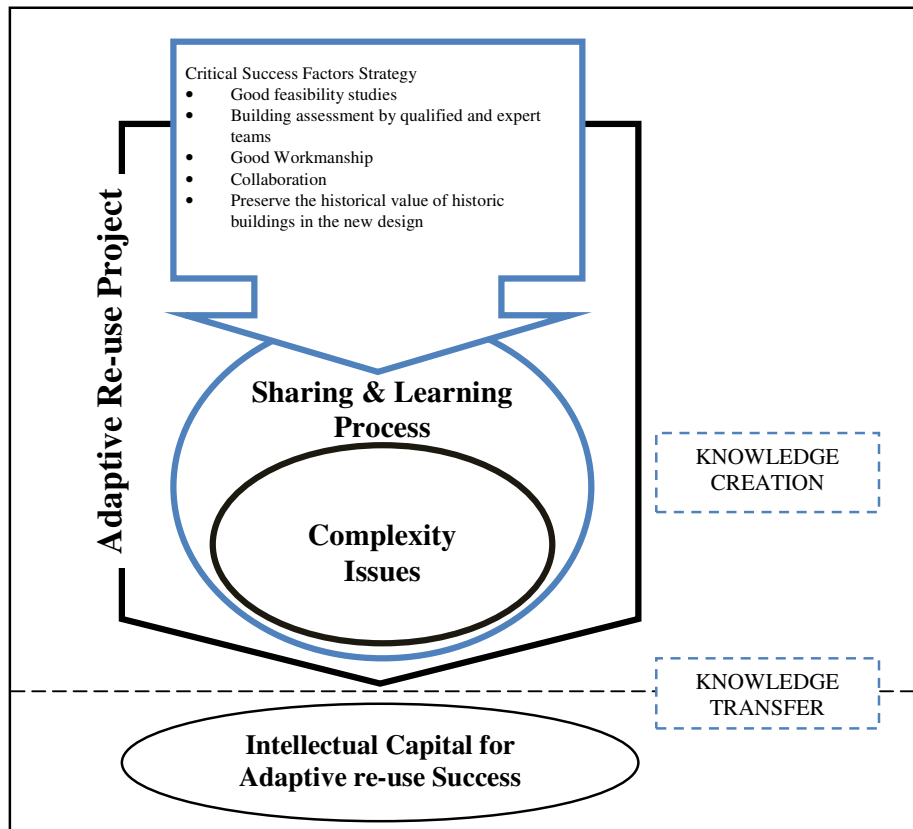 Critical Success Factors Strategy
• Good feasibility studies
• Building assessment by qualified and expert
teams
• Good Workmanship
• Collaboration
• Preserve the historical value of historic
buildings in the new design
Adaptive Re-use Project
Sharing & Learning
Process
Complexity
Issues
KNOWLEDGE
CREATION
KNOWLEDGE
TRANSFER
Intellectual Capital for
Adaptive re-use Success